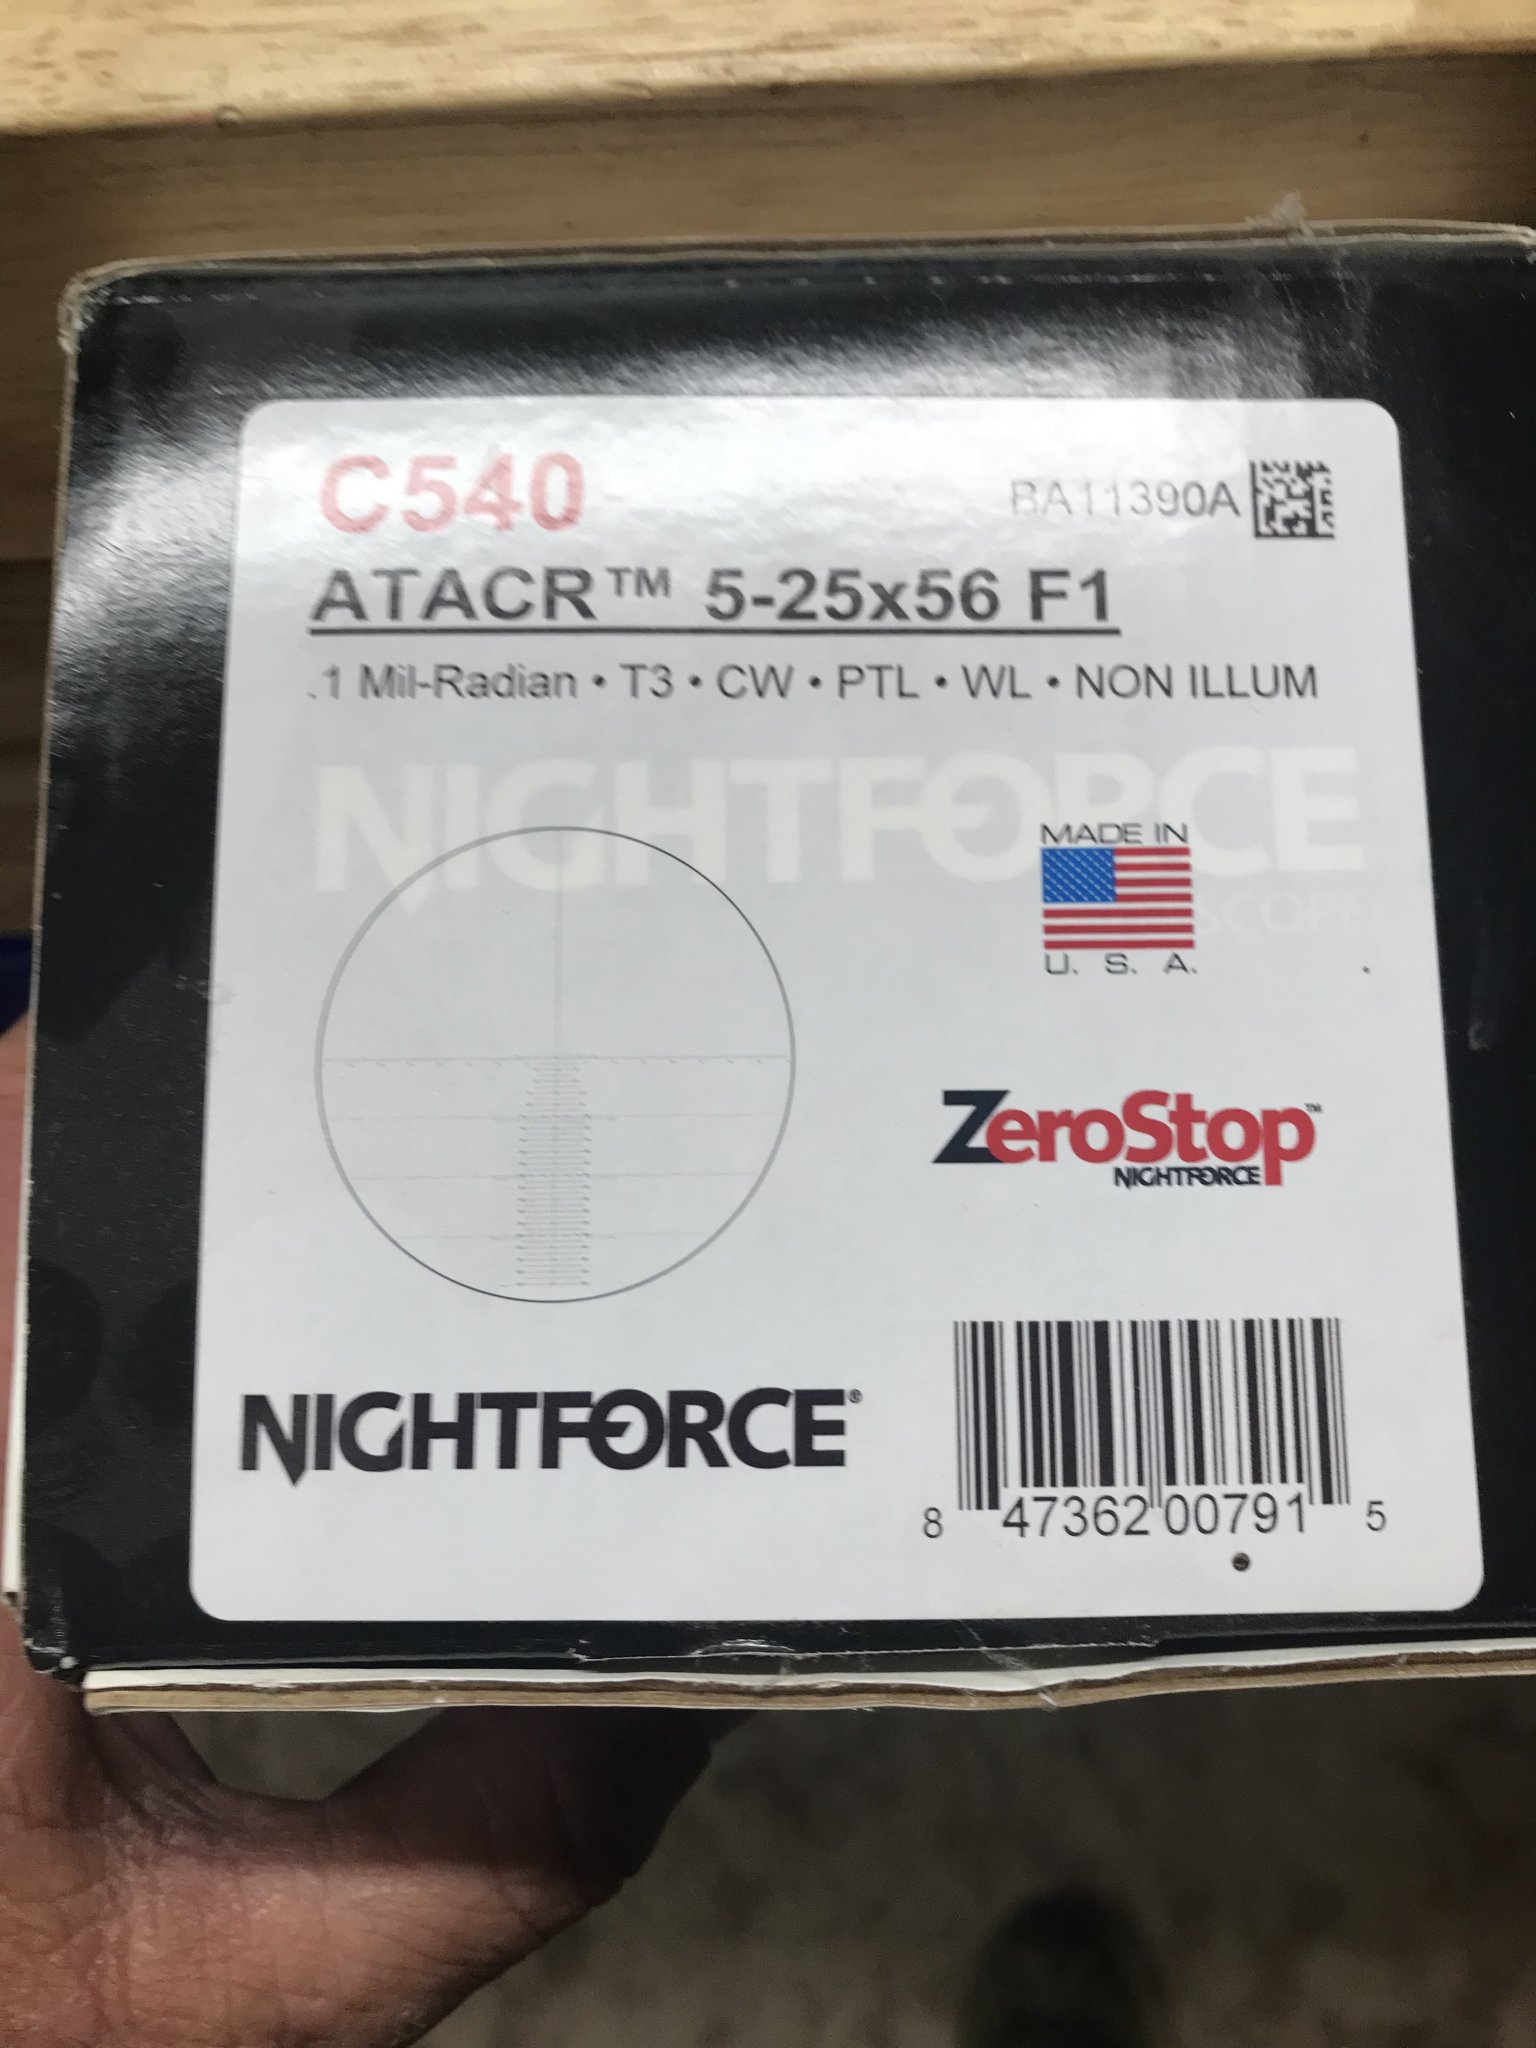 C540
BA11390A
ATACR™ 5-25x56 F1
.1 Mil-Radian • T3 • CW • PTL • WL • NON ILLUM
NIGHTFORCE
SCOPE
MADE IN
U. S. A.
ZeroStop™
NIGHTFORCE
NIGHTFORCE®
8 47362 00791 5